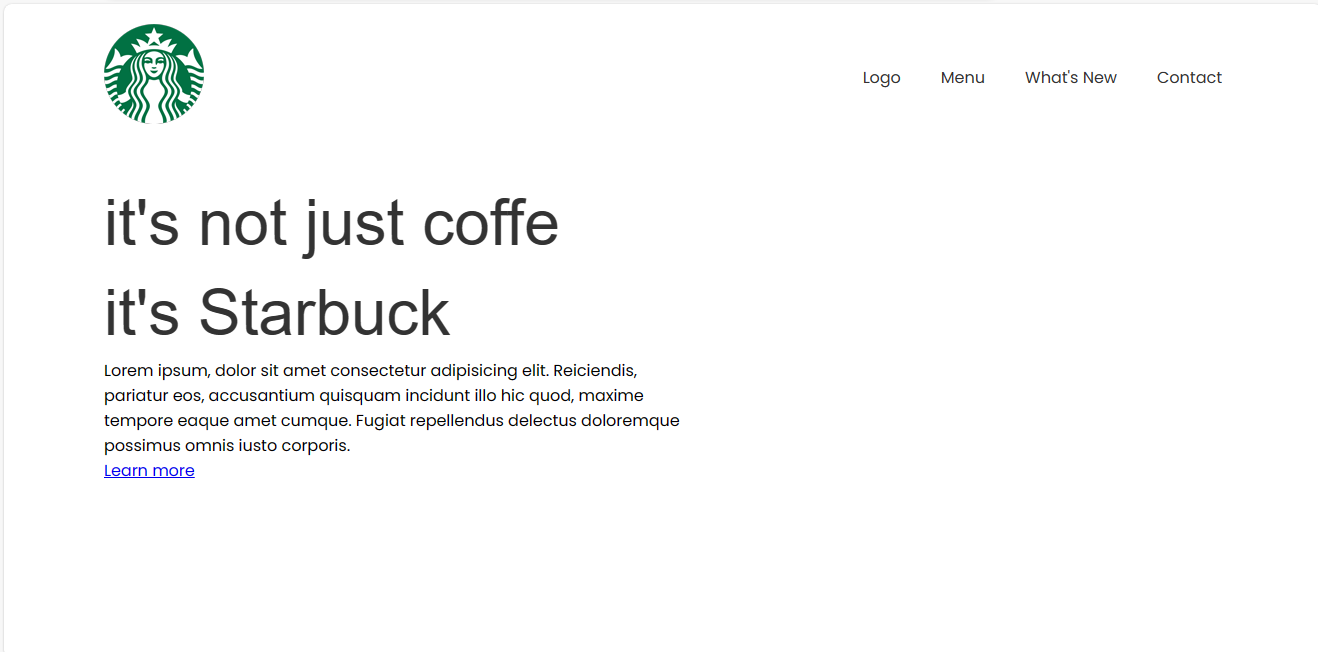 Logo Menu What's New Contact
it's not just coffe
it's Starbuck
Lorem ipsum, dolor sit amet consectetur adipisicing elit. Reiciendis,
pariatur eos, accusantium quisquam incidunt illo hic quod, maxime
tempore eaque amet cumque. Fugiat repellendus delectus doloremque
possimus omnis iusto corporis.
Learn more